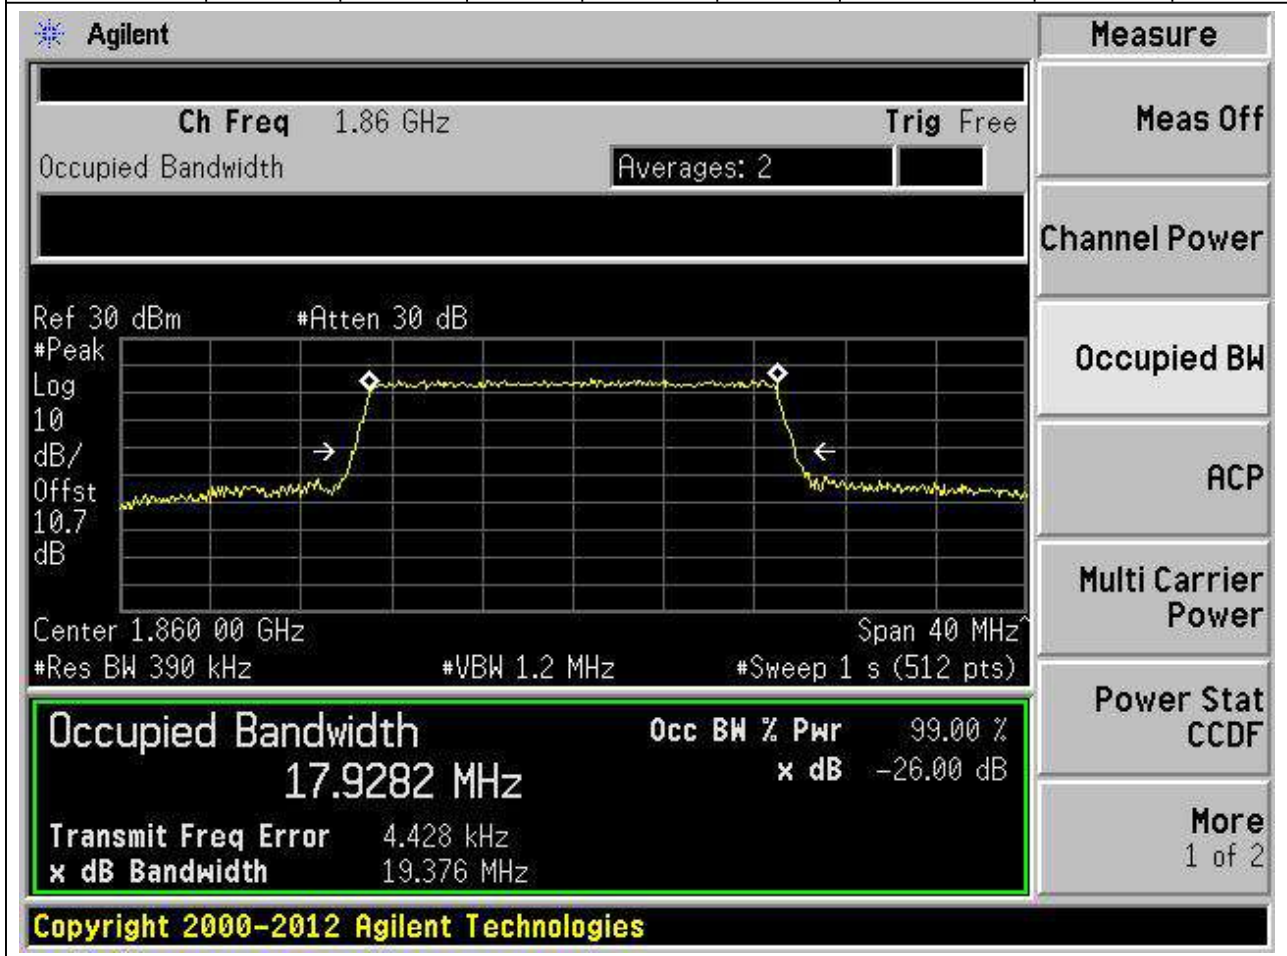 Agilent
Measure
Ch Freq 1.86 GHz Trig Free
Occupied Bandwidth Averages: 2
Meas Off
Channel Power
Occupied BW
ACP
Multi Carrier
Power
Power Stat
CCDF
More
1 of 2
Ref 30 dBm #Atten 30 dB
#Peak
Log
10
dB/
Offst
10.7
dB
Center 1.860 00 GHz Span 40 MHz^
#Res BW 390 kHz #VBW 1.2 MHz #Sweep 1 s (512 pts)
Occupied Bandwidth Occ BW % Pwr 99.00 %
17.9282 MHz x dB -26.00 dB
Transmit Freq Error 4.428 kHz
x dB Bandwidth 19.376 MHz
Copyright 2000-2012 Agilent Technologies